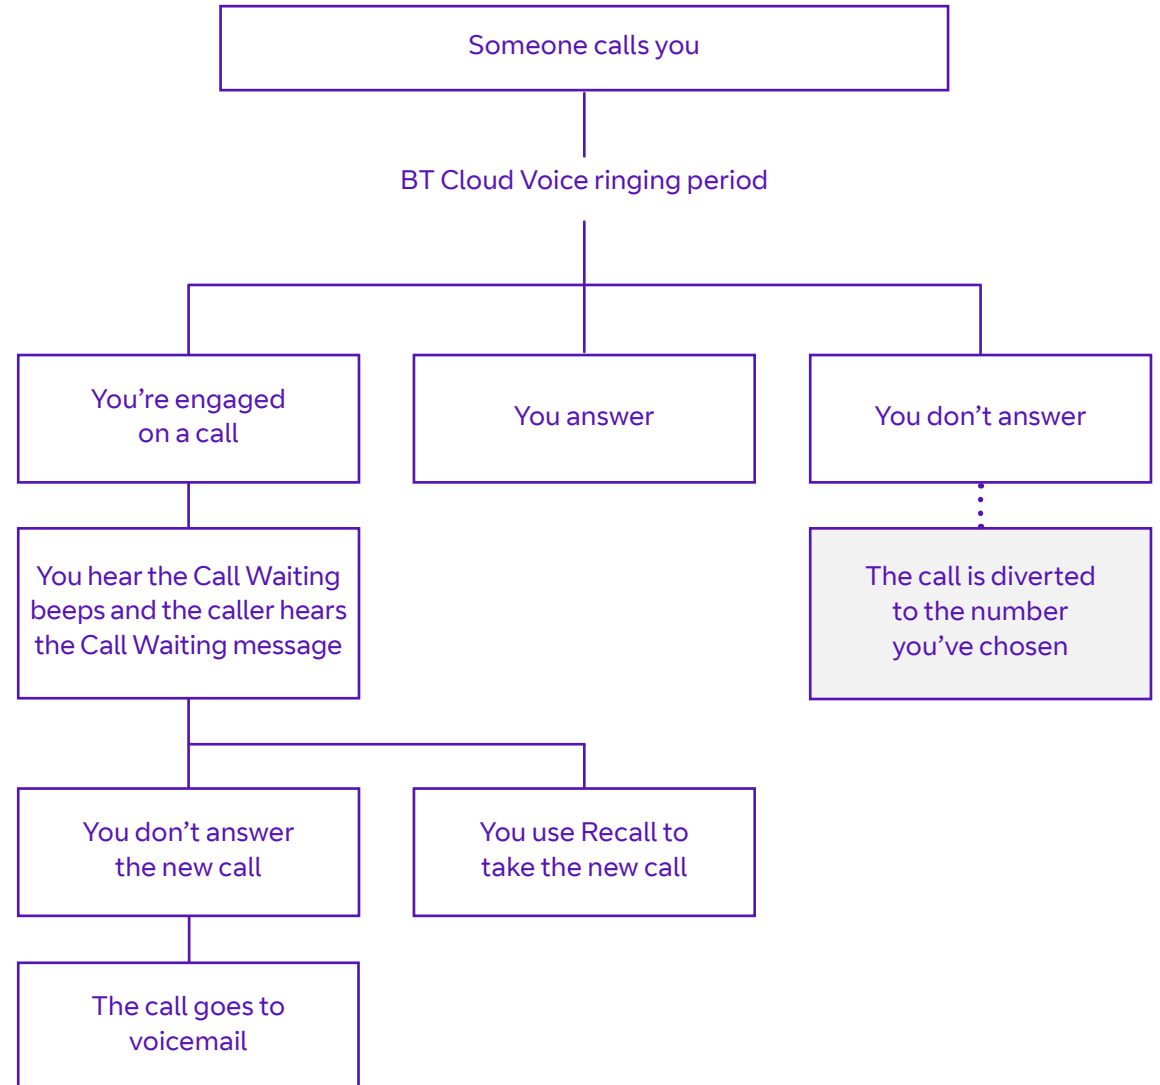 Someone calls you
BT Cloud Voice ringing period
You’re engaged
on a call
You answer
You don’t answer
You hear the Call Waiting
beeps and the caller hears
the Call Waiting message
The call is diverted
to the number
you’ve chosen
You don’t answer
the new call
You use Recall to
take the new call
The call goes to
voicemail